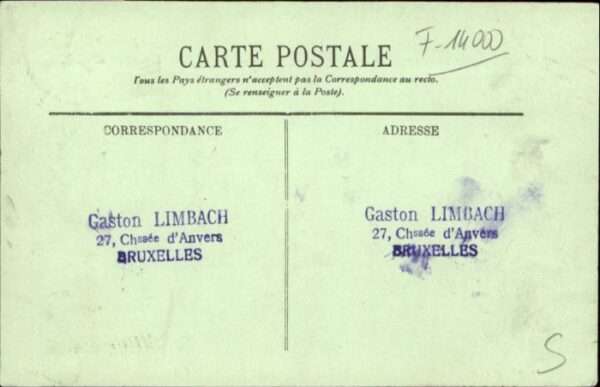 F-14000
CARTE POSTALE
Tous les Pays étrangers n'acceptent pas la Correspondance au recto.
(Se renseigner à la Poste).
CORRESPONDANCE
ADRESSE
Gaston LIMBACH
27, Chssée d'Anvers
BRUXELLES
Gaston LIMBACH
27, Chssée d'Anvers
BRUXELLES
S